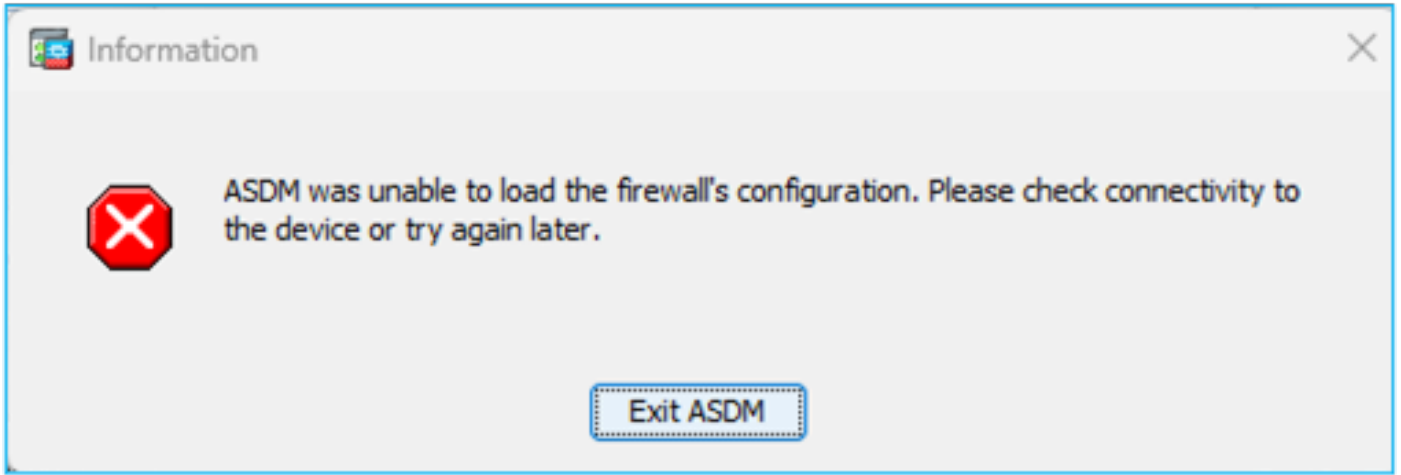 Information
ASDM was unable to load the firewall's configuration. Please check connectivity to
the device or try again later.
Exit ASDM